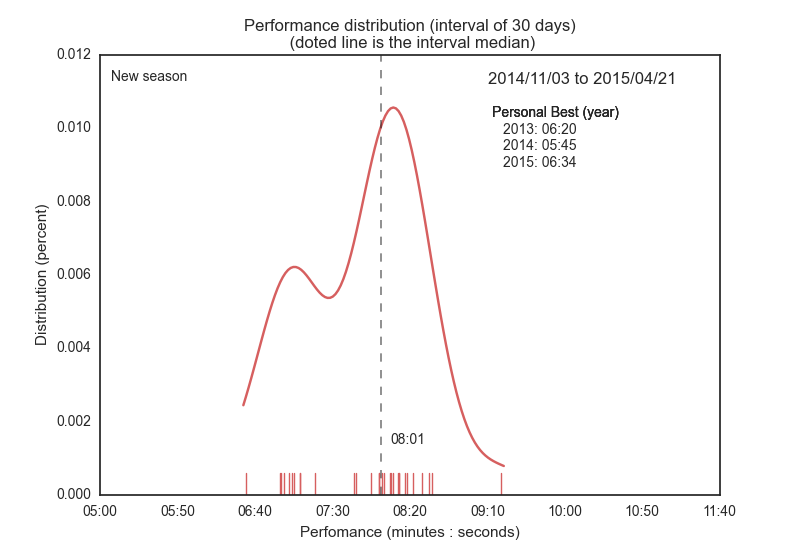 Performance distribution (interval of 30 days)
(doted line is the interval median)
New season
2014/11/03 to 2015/04/21
Personal Best (year)
2013: 06:20
2014: 05:45
2015: 06:34
0.012
0.010
0.008
0.006
0.004
0.002
0.000
Distribution (percent)
08:01
05:00 05:50 06:40 07:30 08:20 09:10 10:00 10:50 11:40
Perfomance (minutes : seconds)